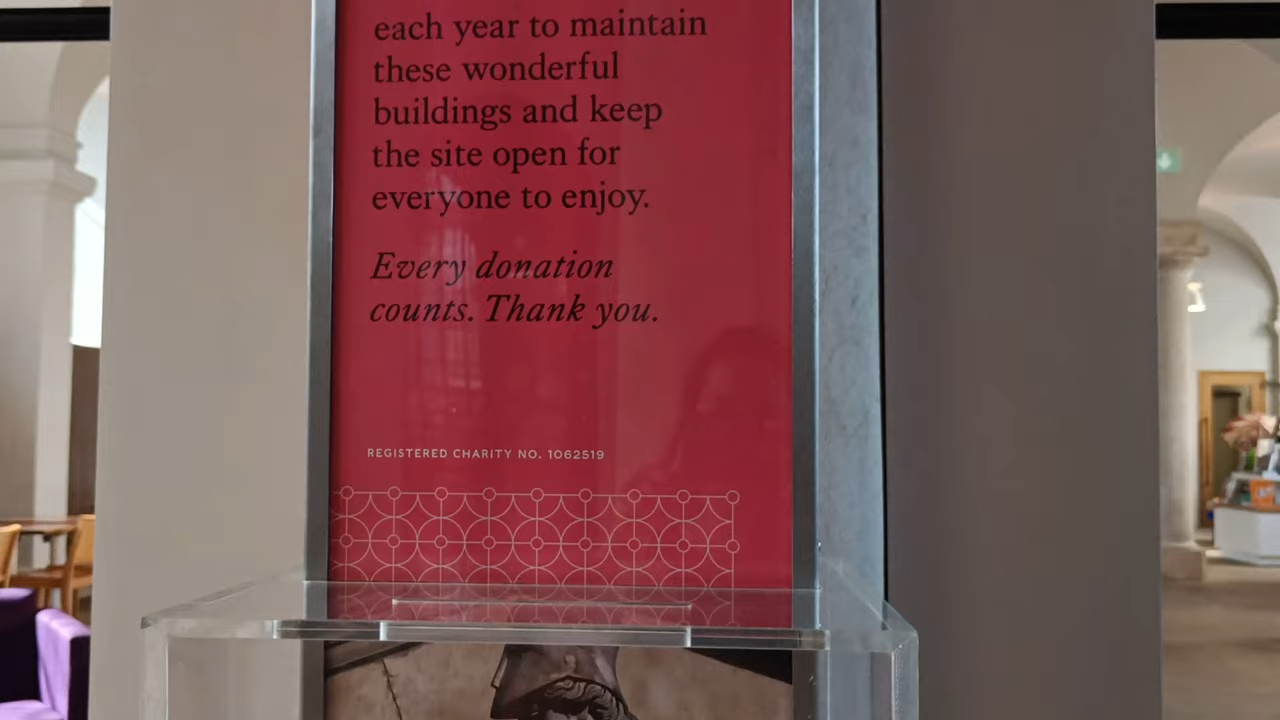 each year to maintain
these wonderful
buildings and keep
the site open for
everyone to enjoy.
Every donation
counts. Thank you.
REGISTERED CHARITY NO. 1062519